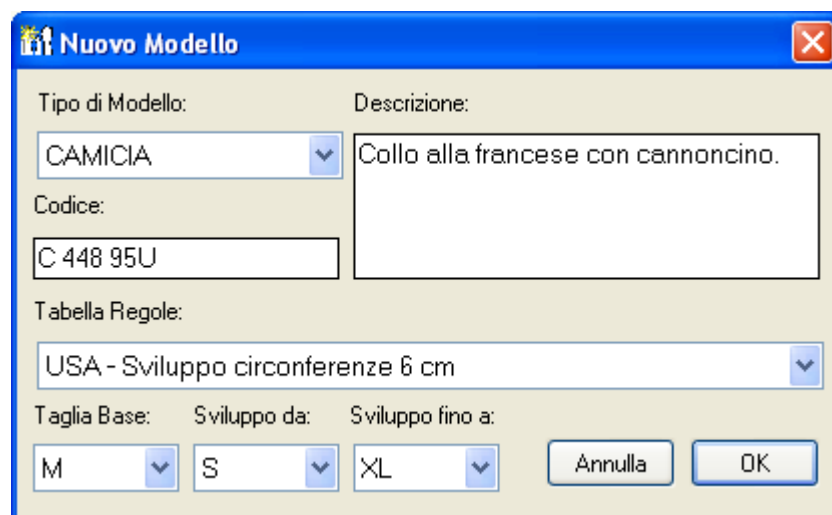 Nuovo Modello
Tipo di Modello:
CAMICIA
Descrizione:
Collo alla francese con cannoncino.
Codice:
C 448 95U
Tabella Regole:
USA - Sviluppo circonferenze 6 cm
Taglia Base: Sviluppo da: Sviluppo fino a:
M S XL Annulla OK